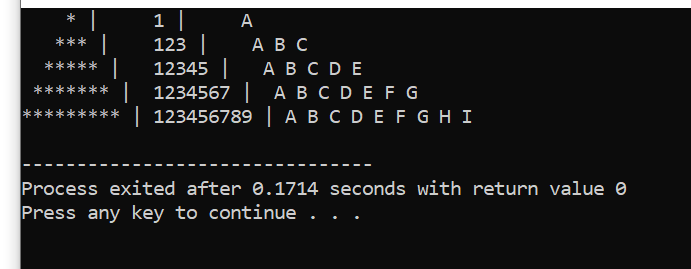 * |     1 |     A
   *** |    123 |    A B C
  ***** |   12345 |   A B C D E
 ******* |  1234567 |  A B C D E F G
********* | 123456789 | A B C D E F G H I
--------------------------------
Process exited after 0.1714 seconds with return value 0
Press any key to continue . . .